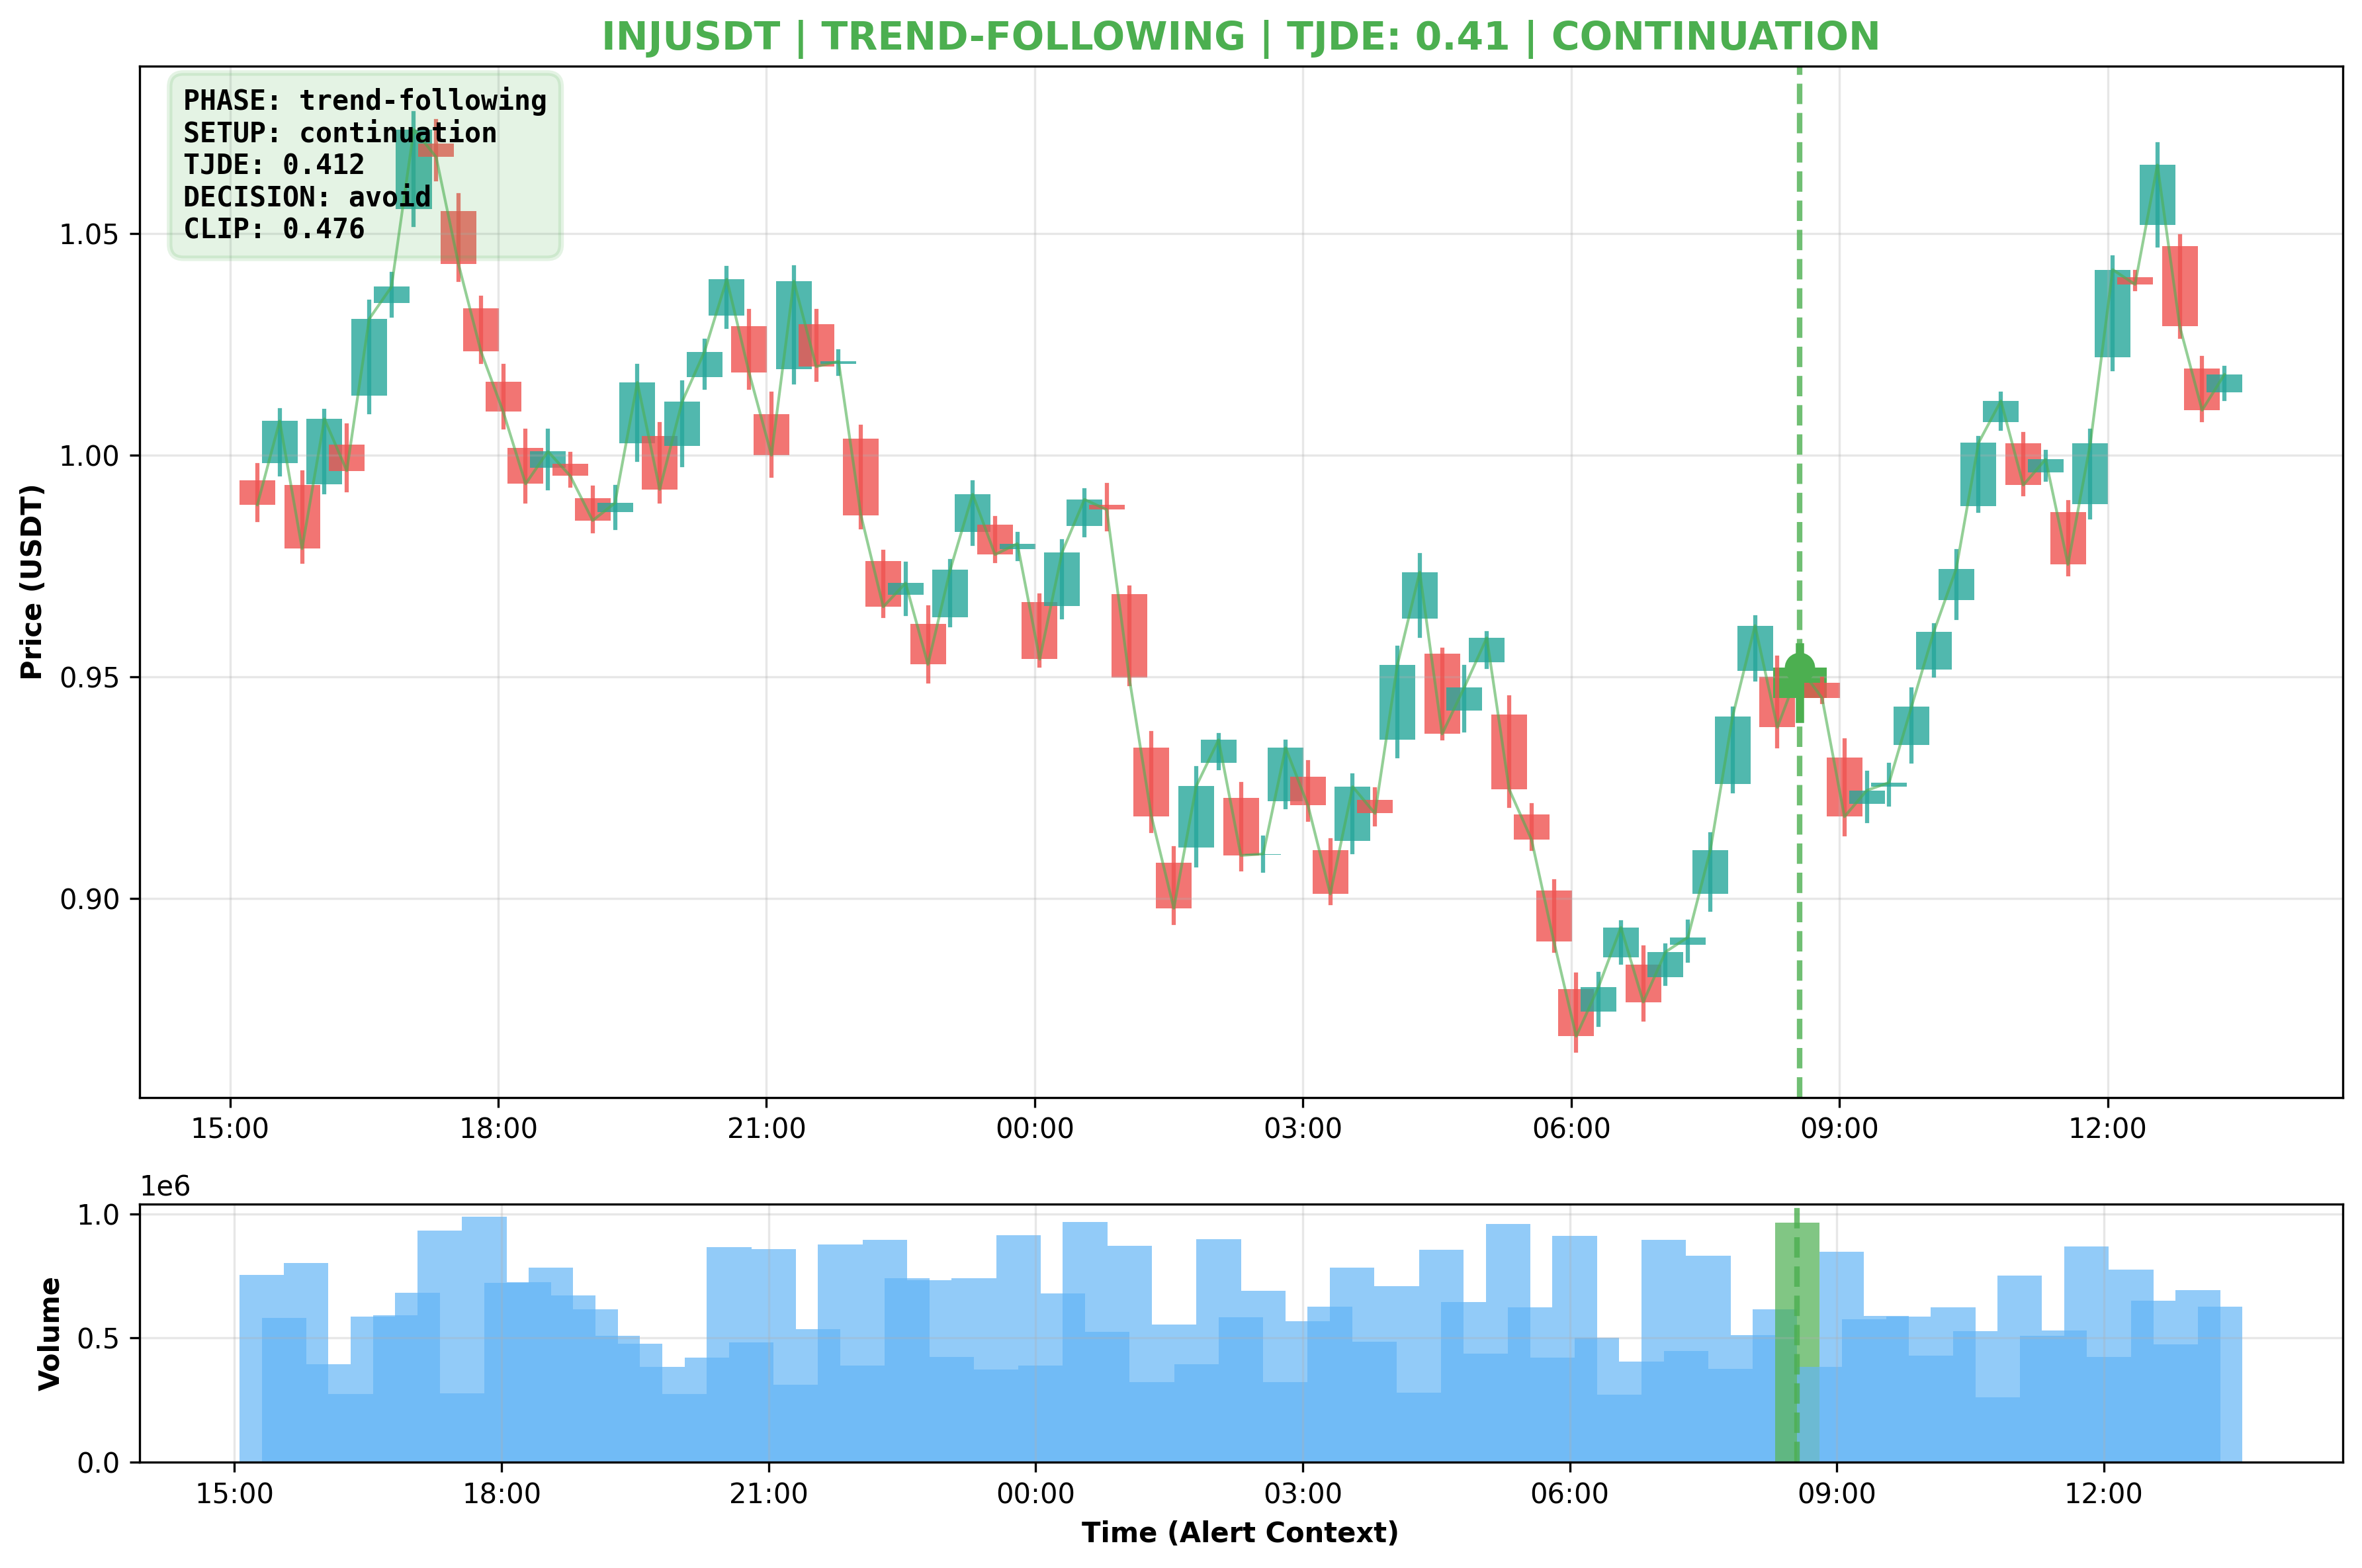 INJUSDT | TREND-FOLLOWING | TJDE: 0.41 | CONTINUATION
PHASE: trend-following
SETUP: continuation
TJDE: 0.412
DECISION: avoid
CLIP: 0.476
Price (USDT)
1.05
1.00
0.95
0.90
15:00 18:00 21:00 00:00 03:00 06:00 09:00 12:00
1e6
Volume
1.0
0.5
0.0
15:00 18:00 21:00 00:00 03:00 06:00 09:00 12:00
Time (Alert Context)